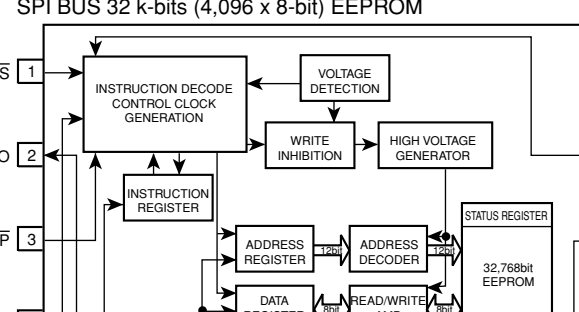 SPI BUS 32 k-bits (4,096 x 8-bit) EEPROM
S 1
VOLTAGE
DETECTION
INSTRUCTION DECODE
CONTROL CLOCK
GENERATION
O 2
WRITE
INHIBITION
HIGH VOLTAGE
GENERATOR
INSTRUCTION
REGISTER
STATUS REGISTER
P 3
ADDRESS
REGISTER
12bit
ADDRESS
DECODER
12bit
32,768bit
EEPROM
DATA
8bit
READ/WRITE
8bit